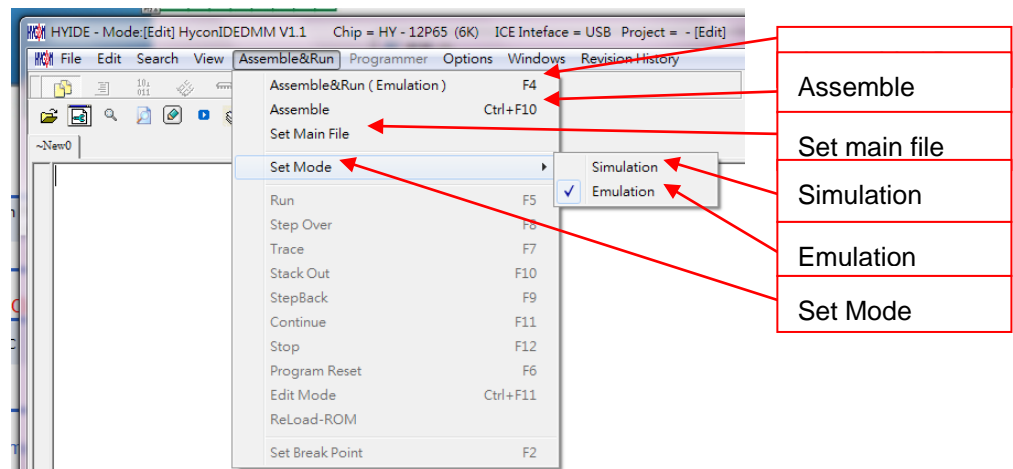 HYIDE - Mode:[Edit] HyconIDEDMM V1.1 Chip = HY - 12P65 (6K) ICE Inteface = USB Project = - [Edit]
File Edit Search View Assemble&Run Programmer Options Windows Revision History
~New0
Assemble&Run ( Emulation ) F4
Assemble Ctrl+F10
Set Main File
Set Mode
Simulation
Emulation
Run F5
Step Over F8
Trace F7
Stack Out F10
StepBack F9
Continue F11
Stop F12
Program Reset F6
Edit Mode Ctrl+F11
ReLoad-ROM
Set Break Point F2
Assemble
Set main file
Simulation
Emulation
Set Mode